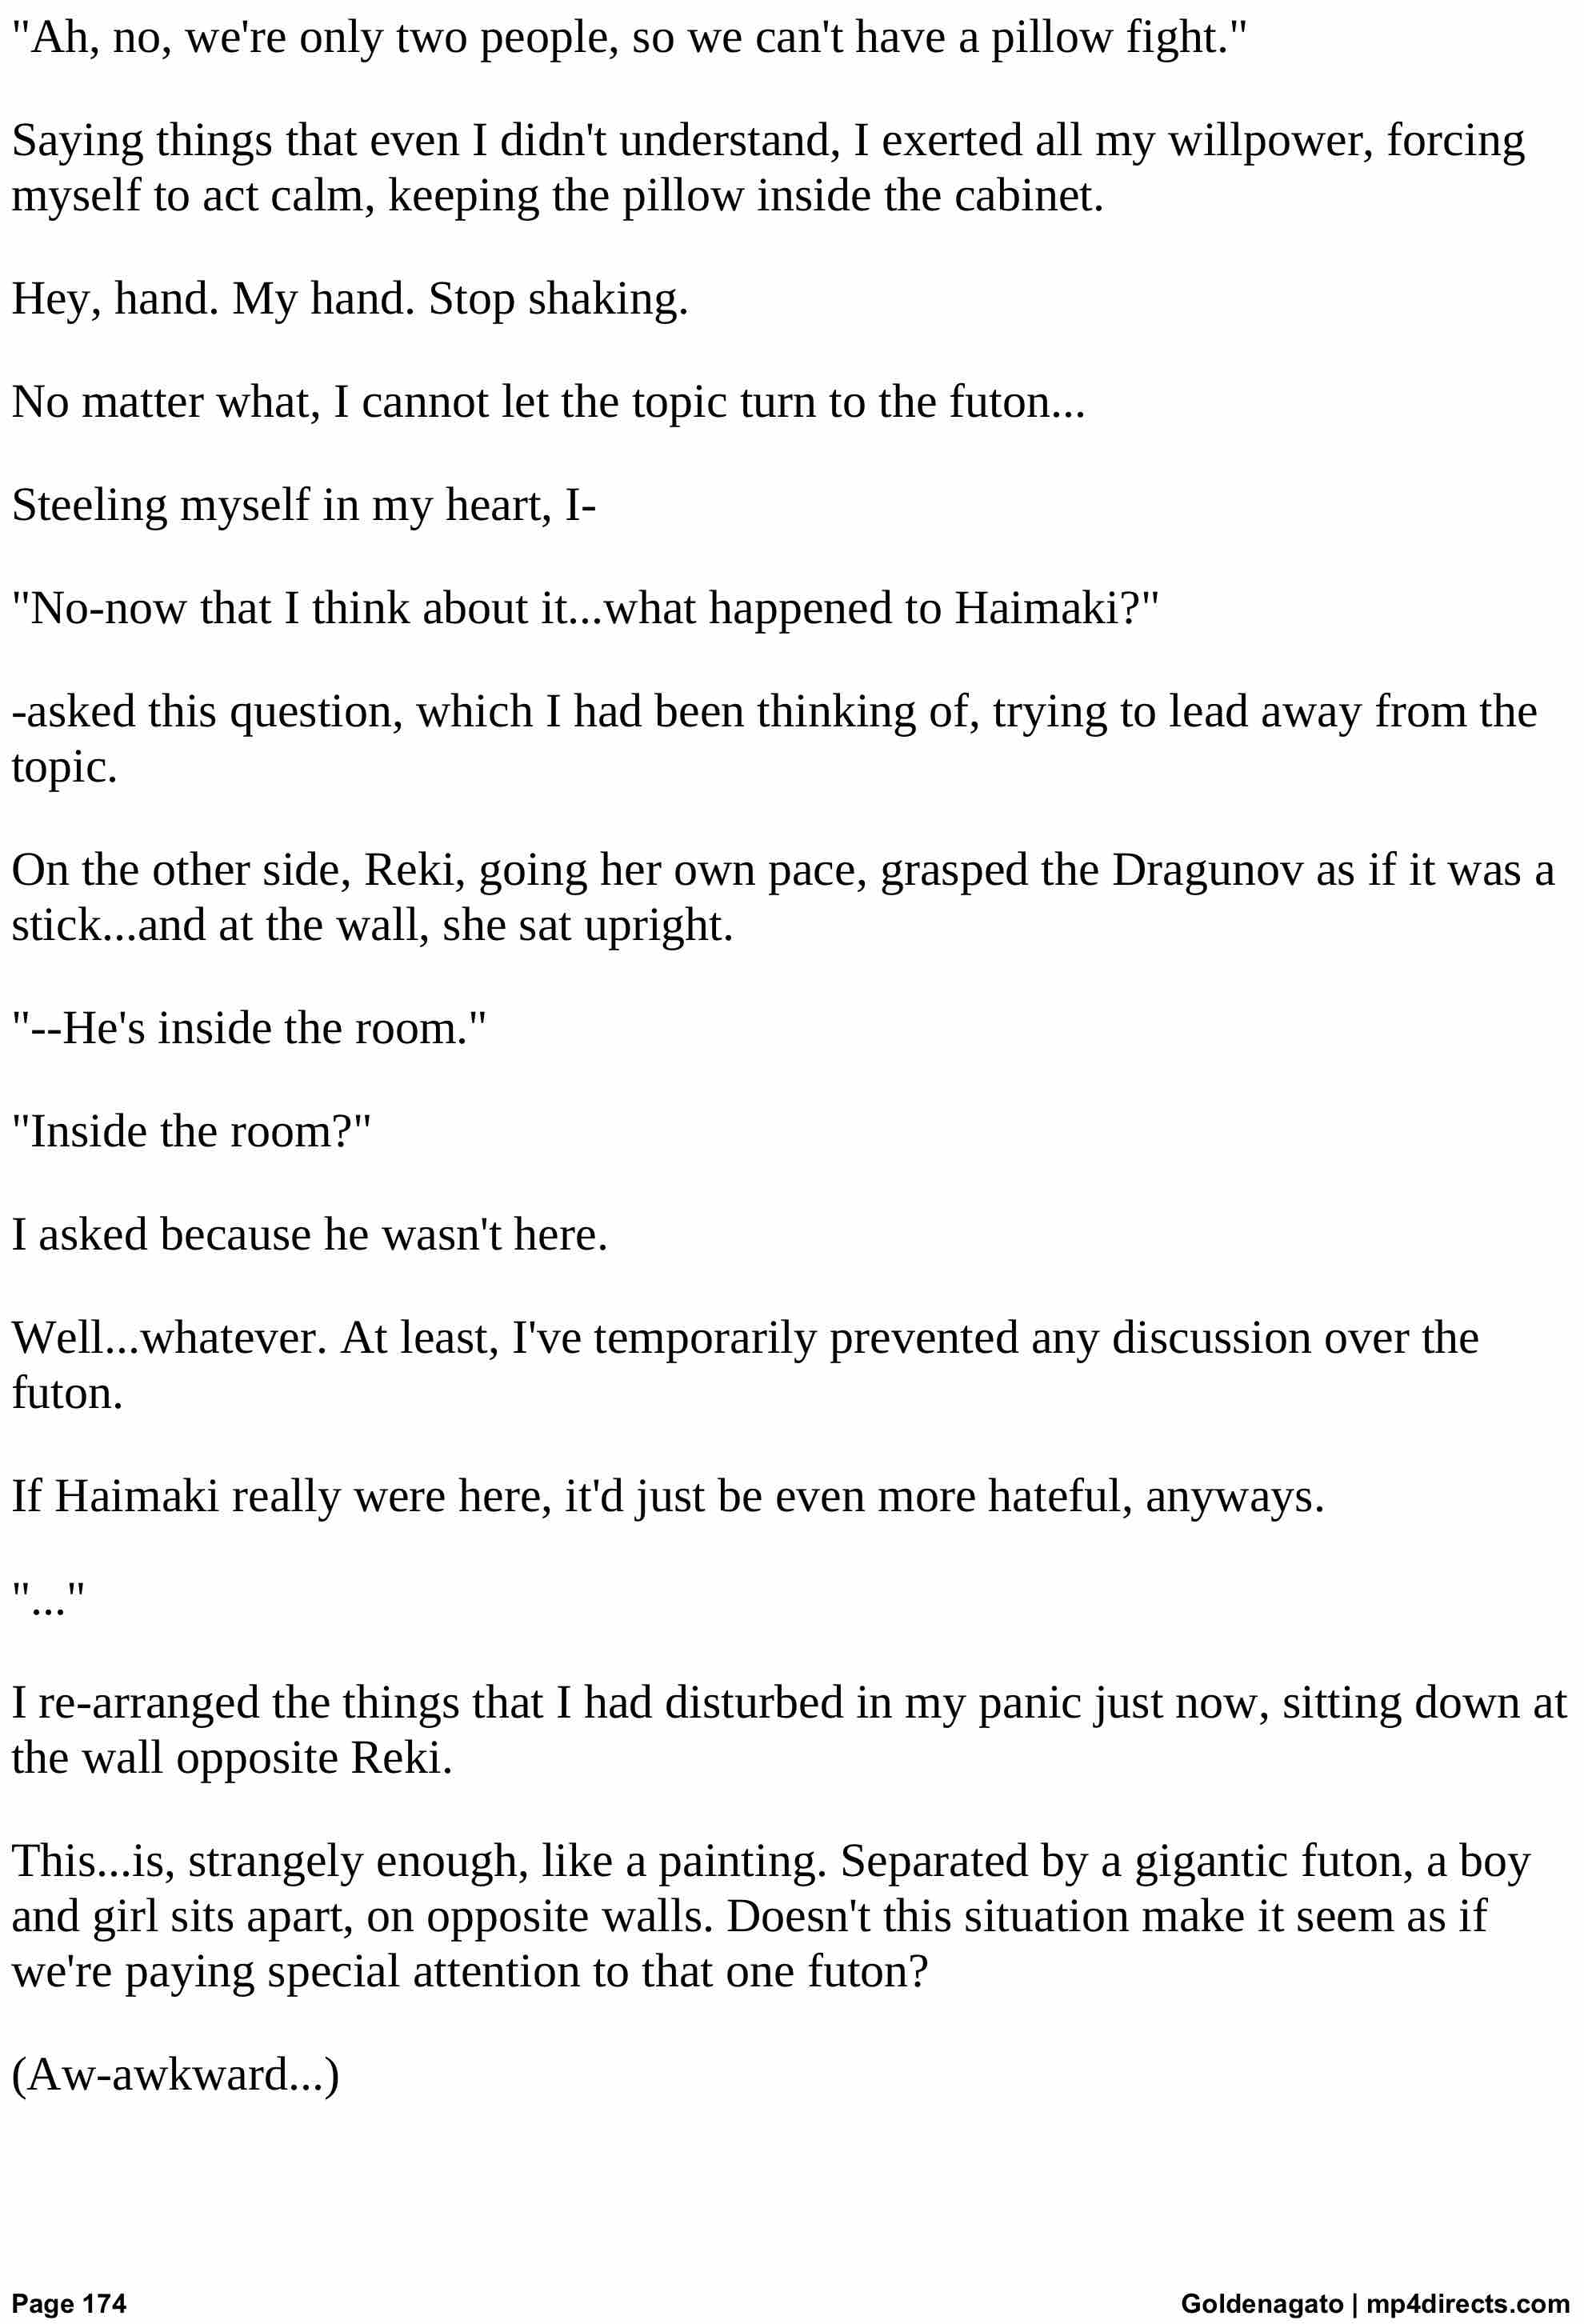 "Ah, no, we're only two people, so we can't have a pillow fight."
Saying things that even I didn't understand, I exerted all my willpower, forcing
myself to act calm, keeping the pillow inside the cabinet.
Hey, hand. My hand. Stop shaking.
No matter what, I cannot let the topic turn to the futon...
Steeling myself in my heart, I-
"No-now that I think about it...what happened to Haimaki?"
-asked this question, which I had been thinking of, trying to lead away from the
topic.
On the other side, Reki, going her own pace, grasped the Dragunov as if it was a
stick...and at the wall, she sat upright.
"--He's inside the room."
"Inside the room?"
I asked because he wasn't here.
Well...whatever. At least, I've temporarily prevented any discussion over the
futon.
If Haimaki really were here, it'd just be even more hateful, anyways.
"..."
I re-arranged the things that I had disturbed in my panic just now, sitting down at
the wall opposite Reki.
This...is, strangely enough, like a painting. Separated by a gigantic futon, a boy
and girl sits apart, on opposite walls. Doesn't this situation make it seem as if
we're paying special attention to that one futon?
(Aw-awkward...)
Page 174 Goldenagato | mp4directs.com